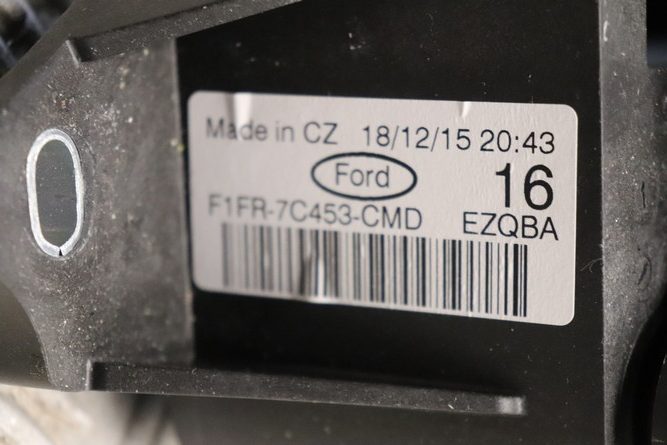 Made in CZ 18/12/15 20:43
Ford 16
F1FR-7C453-CMD EZQBA